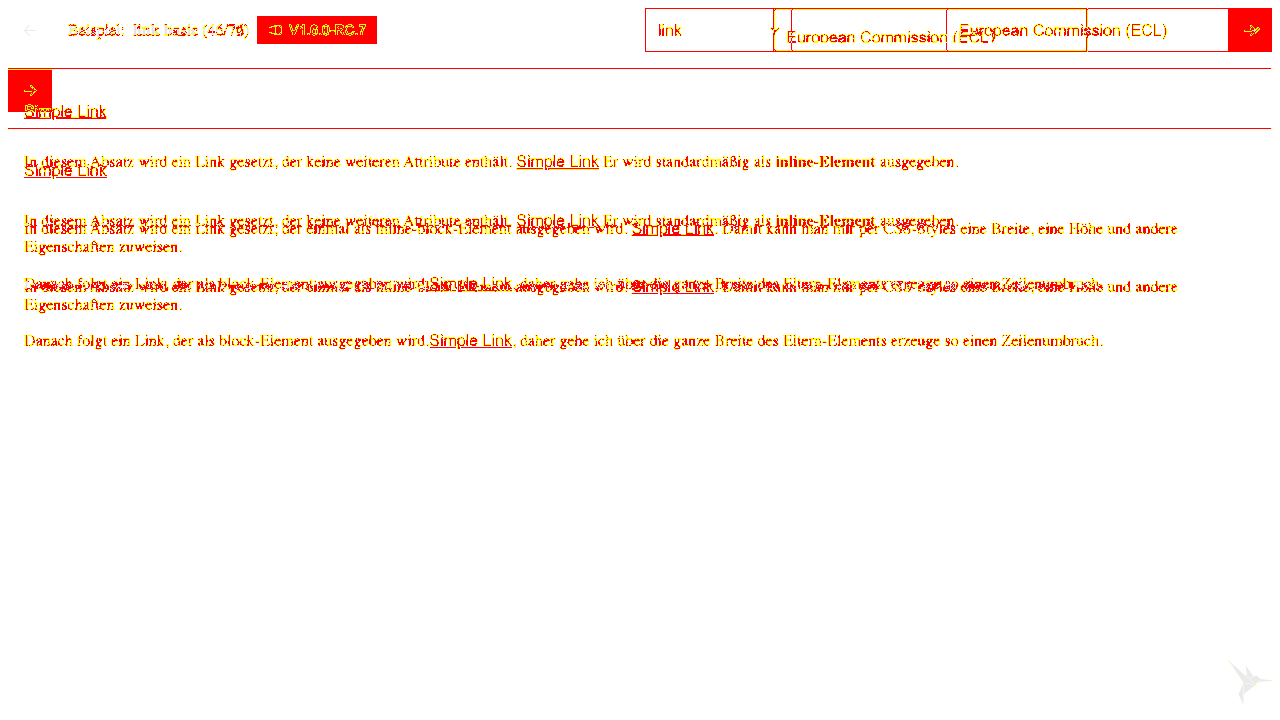 Beispiel: link basic (46/79) V1.0.0-RC.7 link European Commission (ECL) European Commission (ECL)
Simple Link
In diesem Absatz wird ein Link gesetzt, der keine weiteren Attribute enthält. Simple Link Er wird standardmäßig als inline-Element ausgegeben.
Simple Link
In diesem Absatz wird ein Link gesetzt, der keine weiteren Attribute enthält. Simple Link Er wird standardmäßig als inline-Element ausgegeben.
In diesem Absatz wird ein Link gesetzt, der einmal als inline-block-Element ausgegeben wird. Simple Link. Damit kann man mit per CSS-Styles eine Breite, eine Höhe und andere
Eigenschaften zuweisen.
Danach folgt ein Link, der als block-Element ausgegeben wird.Simple Link, daher gehe ich über die ganze Breite des Eltern-Elements erzeuge so einen Zeilenumbruch.
In diesem Absatz wird ein Link gesetzt, der einmal als inline-block-Element ausgegeben wird. Simple Link. Damit kann man mit per CSS-Styles eine Breite, eine Höhe und andere
Eigenschaften zuweisen.
Danach folgt ein Link, der als block-Element ausgegeben wird.Simple Link, daher gehe ich über die ganze Breite des Eltern-Elements erzeuge so einen Zeilenumbruch.